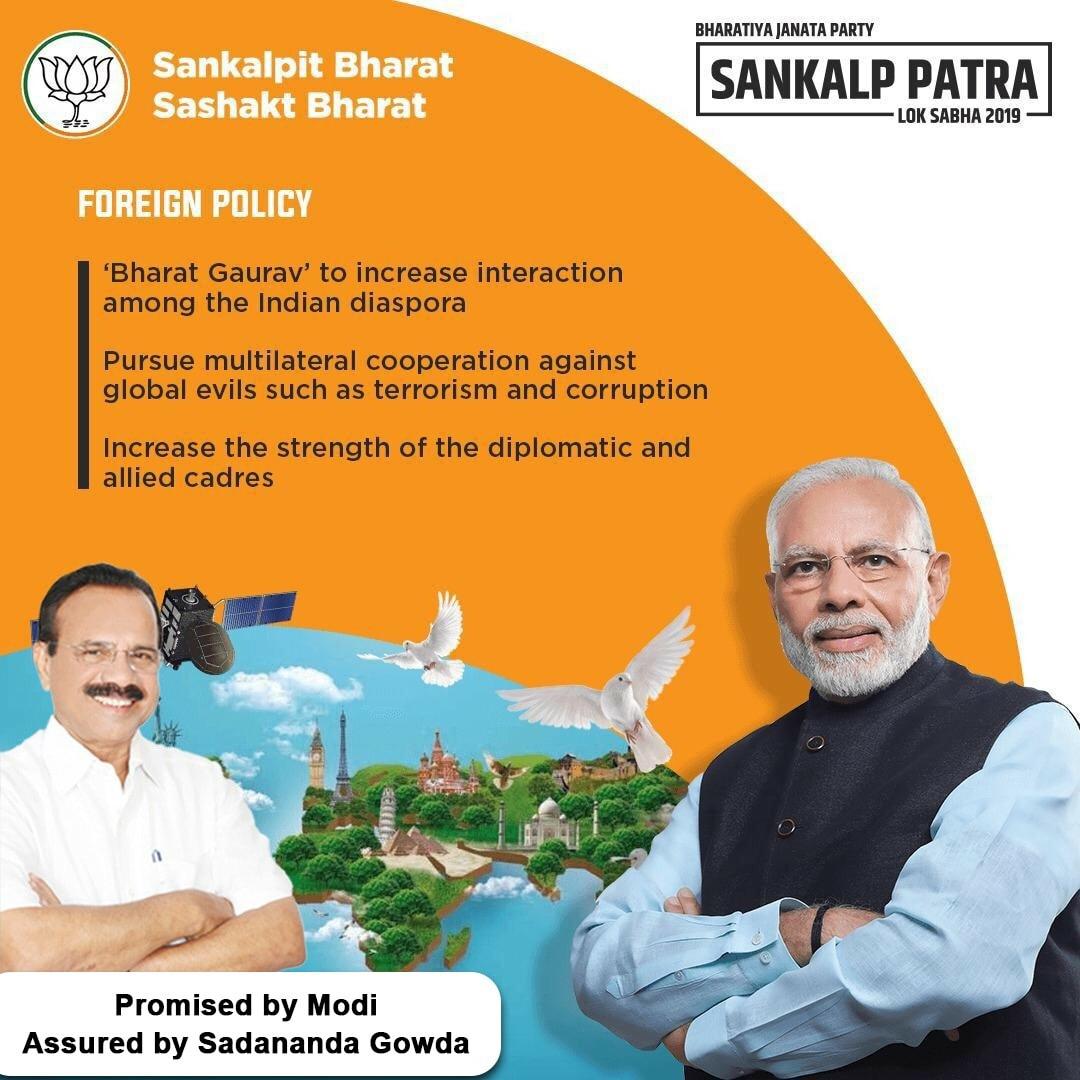 Sankalpit Bharat
Sashakt Bharat
BHARATIYA JANATA PARTY
SANKALP PATRA
LOK SABHA 2019
FOREIGN POLICY
‘Bharat Gaurav’ to increase interaction
among the Indian diaspora
Pursue multilateral cooperation against
global evils such as terrorism and corruption
Increase the strength of the diplomatic and
allied cadres
Promised by Modi
Assured by Sadananda Gowda